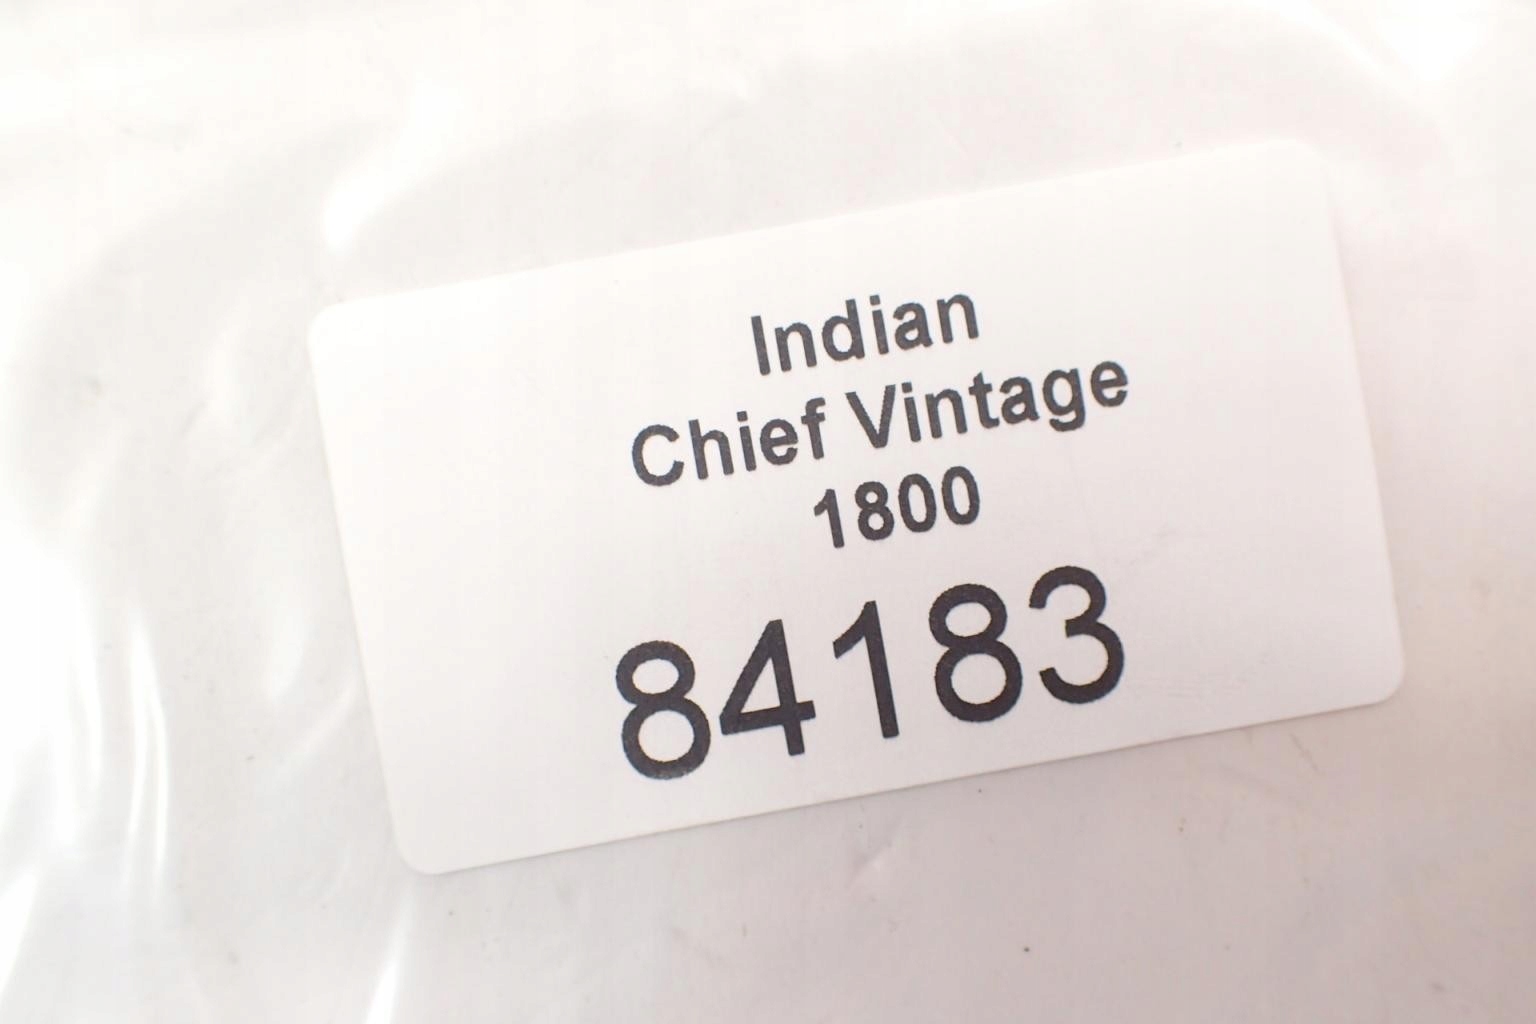 Indian
Chief Vintage
1800
84183